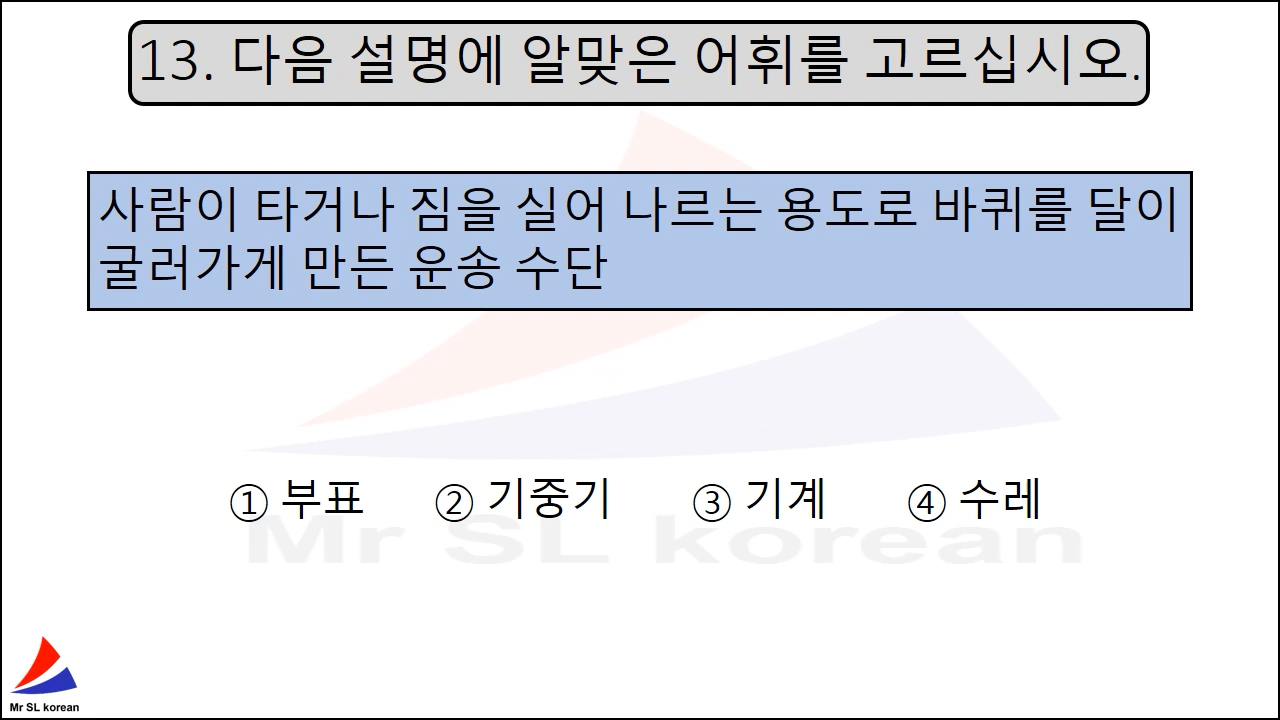 13. 다음 설명에 알맞은 어휘를 고르십시오.
사람이 타거나 짐을 실어 나르는 용도로 바퀴를 달이
굴러가게 만든 운송 수단
① 부표 ② 기중기 ③ 기계 ④ 수레
Mr SL korean
Mr SL korean